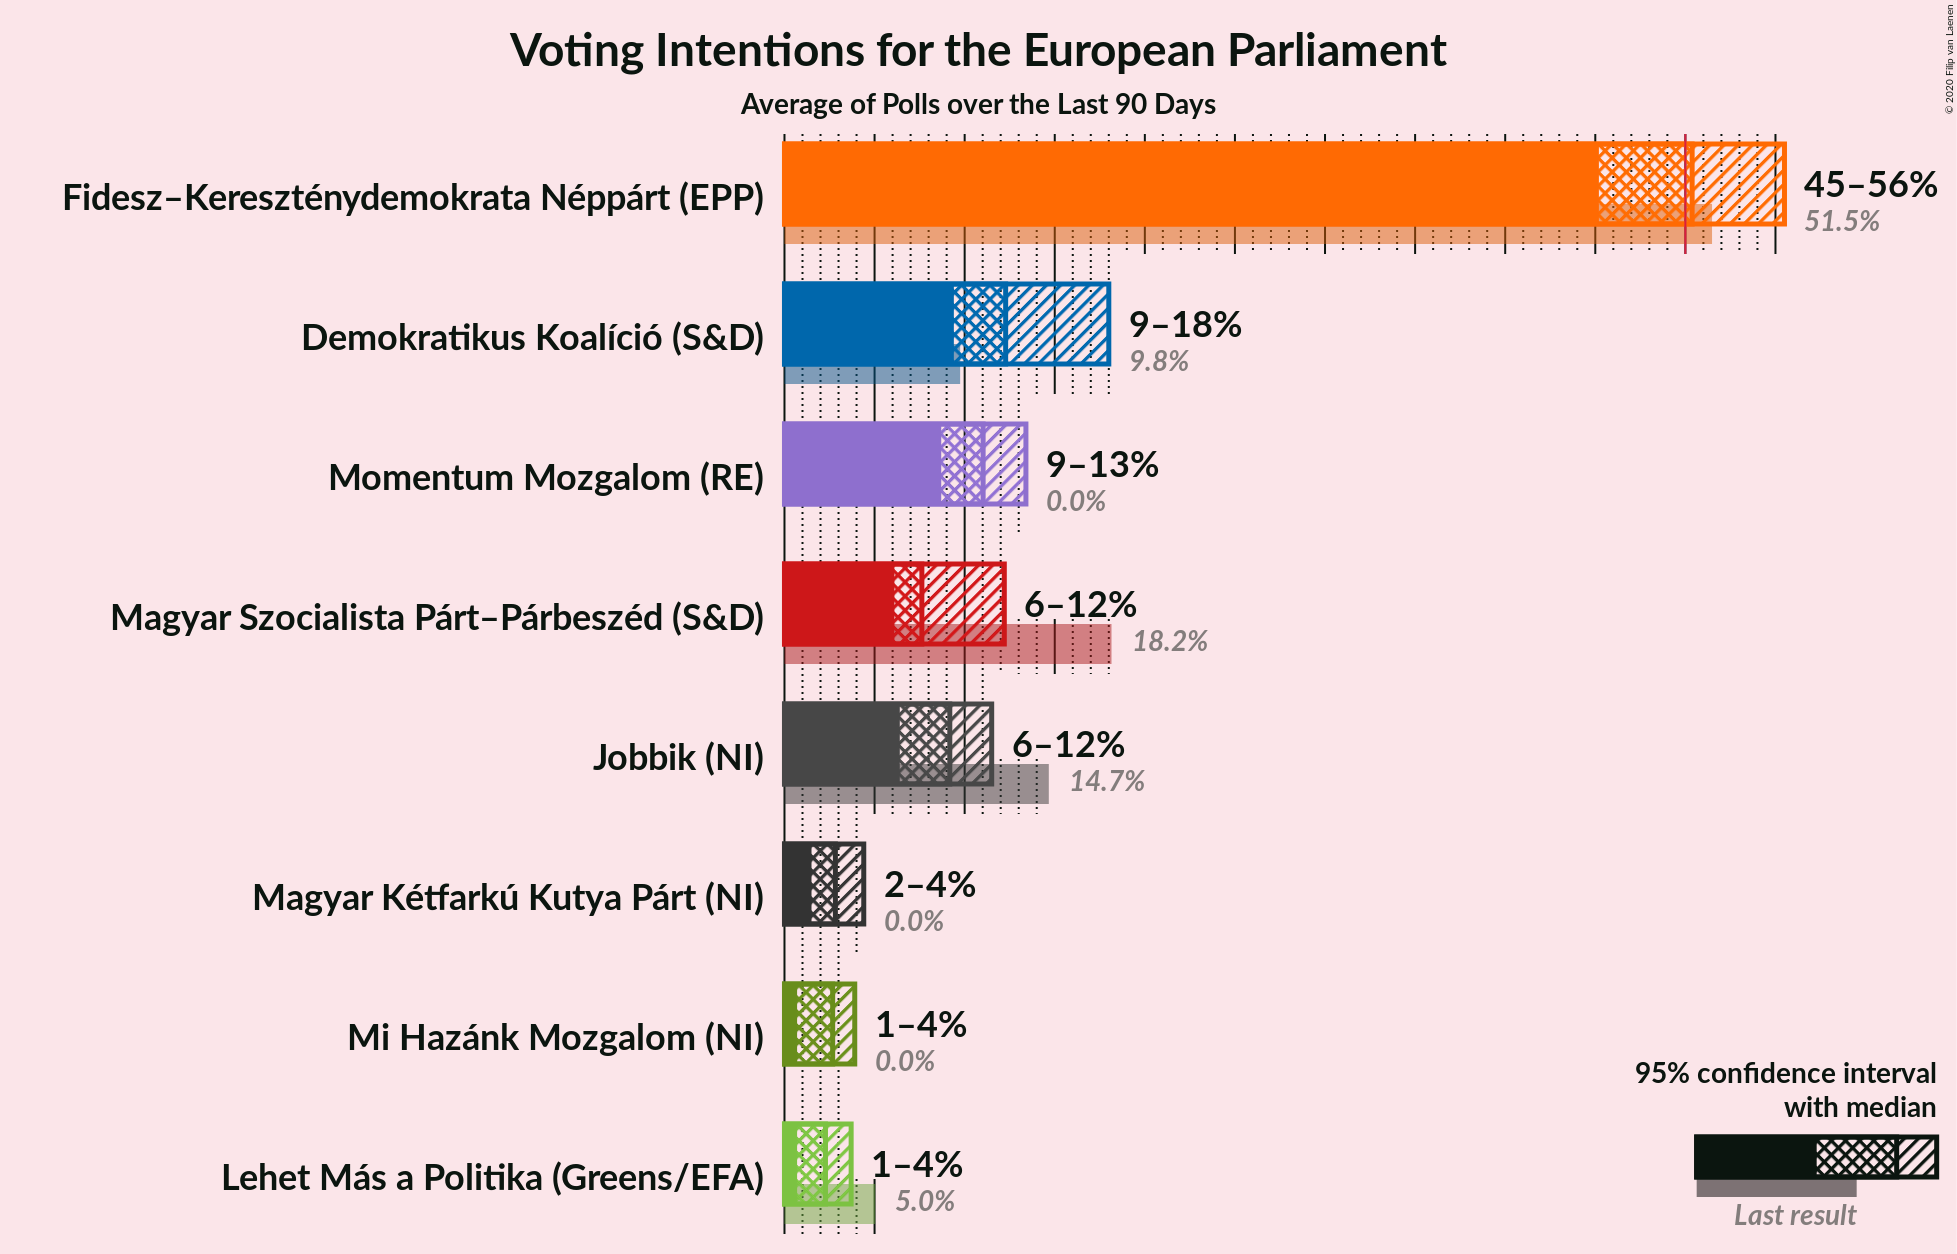 Voting Intentions for the European Parliament
Average of Polls over the Last 90 Days
© 2020 Filip van Laenen
Fidesz–Kereszténydemokrata Néppárt (EPP)
45–56%
51.5%
Demokratikus Koalíció (S&D)
9–18%
9.8%
Momentum Mozgalom (RE)
9–13%
0.0%
Magyar Szocialista Párt–Párbeszéd (S&D)
6–12%
18.2%
Jobbik (NI)
6–12%
14.7%
Magyar Kétfarkú Kutya Párt (NI)
2–4%
0.0%
Mi Hazánk Mozgalom (NI)
1–4%
0.0%
Lehet Más a Politika (Greens/EFA)
1–4%
5.0%
95% confidence interval
with median
Last result